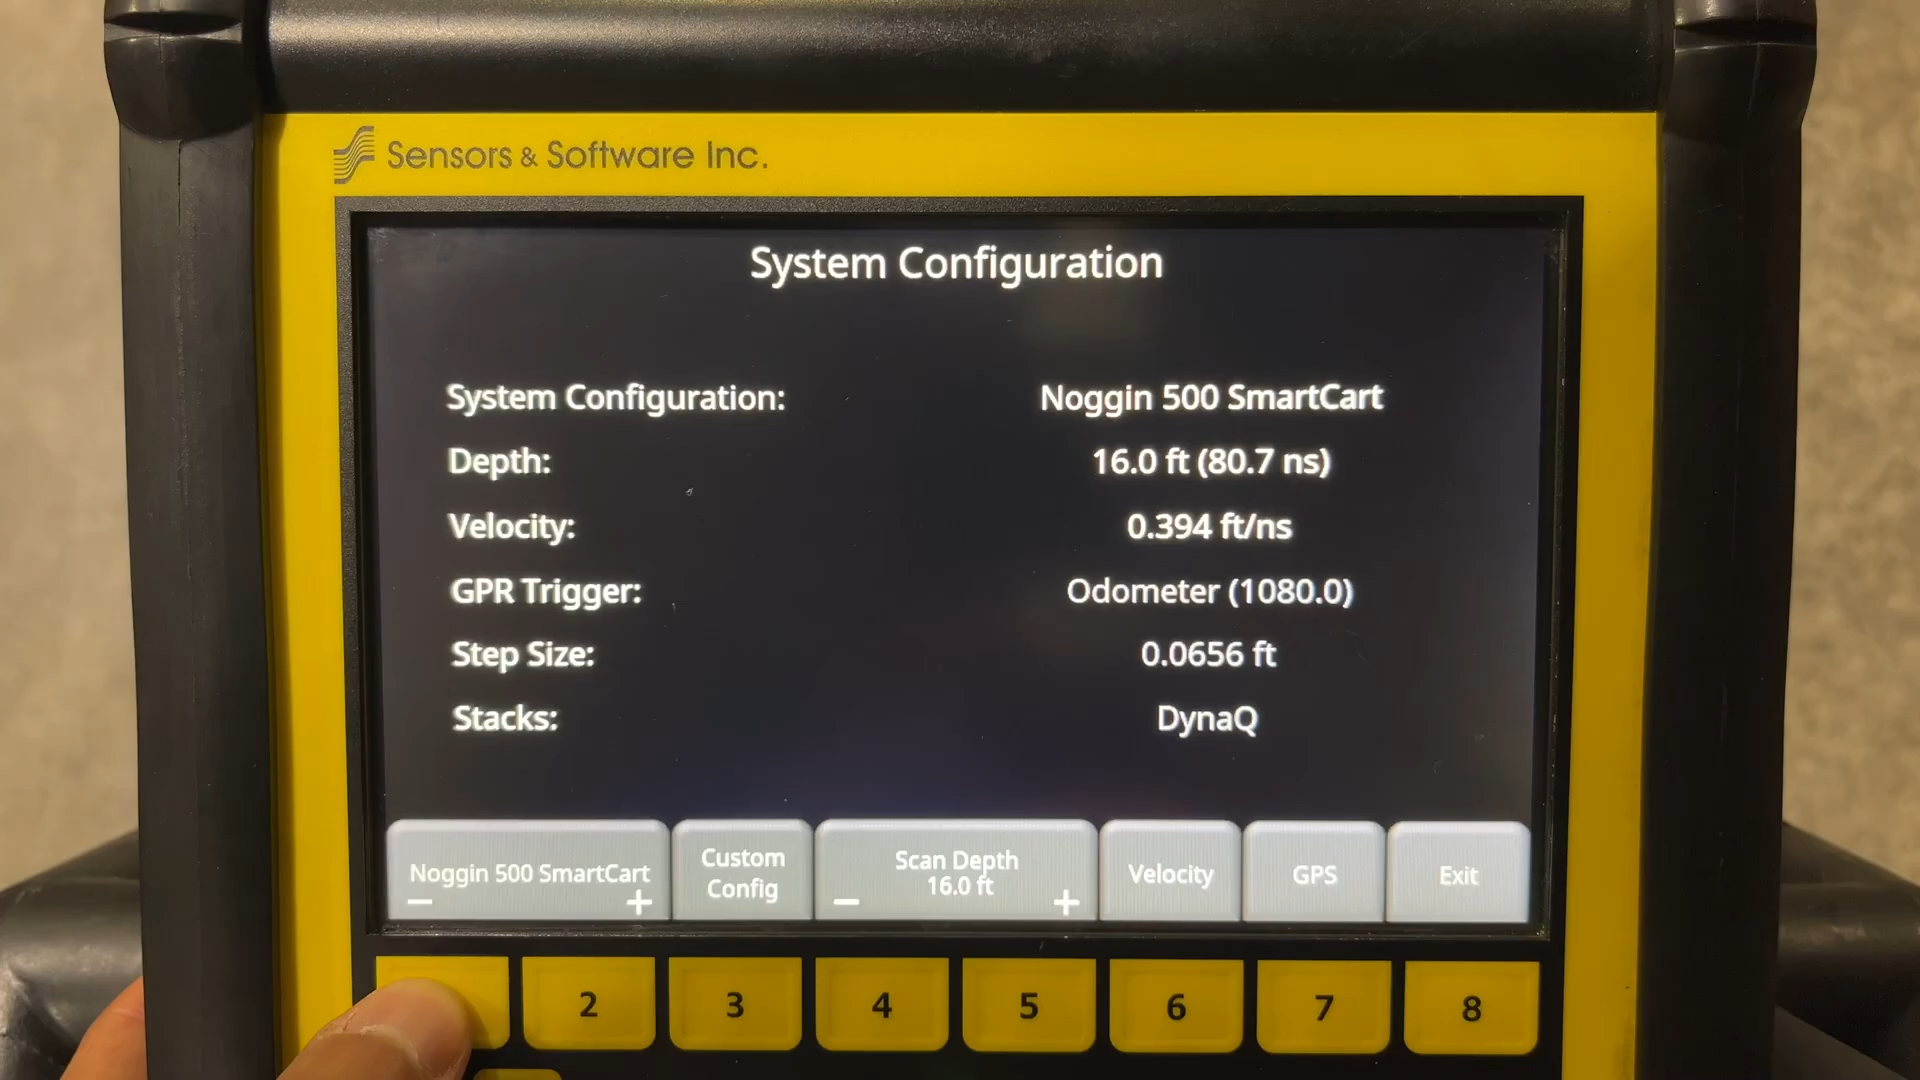 Sensors & Software Inc.
System Configuration
System Configuration: Noggin 500 SmartCart
Depth: 16.0 ft (80.7 ns)
Velocity: 0.394 ft/ns
GPR Trigger: Odometer (1080.0)
Step Size: 0.0656 ft
Stacks: DynaQ
Noggin 500 SmartCart
− +
Custom
Config
Scan Depth
16.0 ft
− +
Velocity
GPS
Exit
2 3 4 5 6 7 8